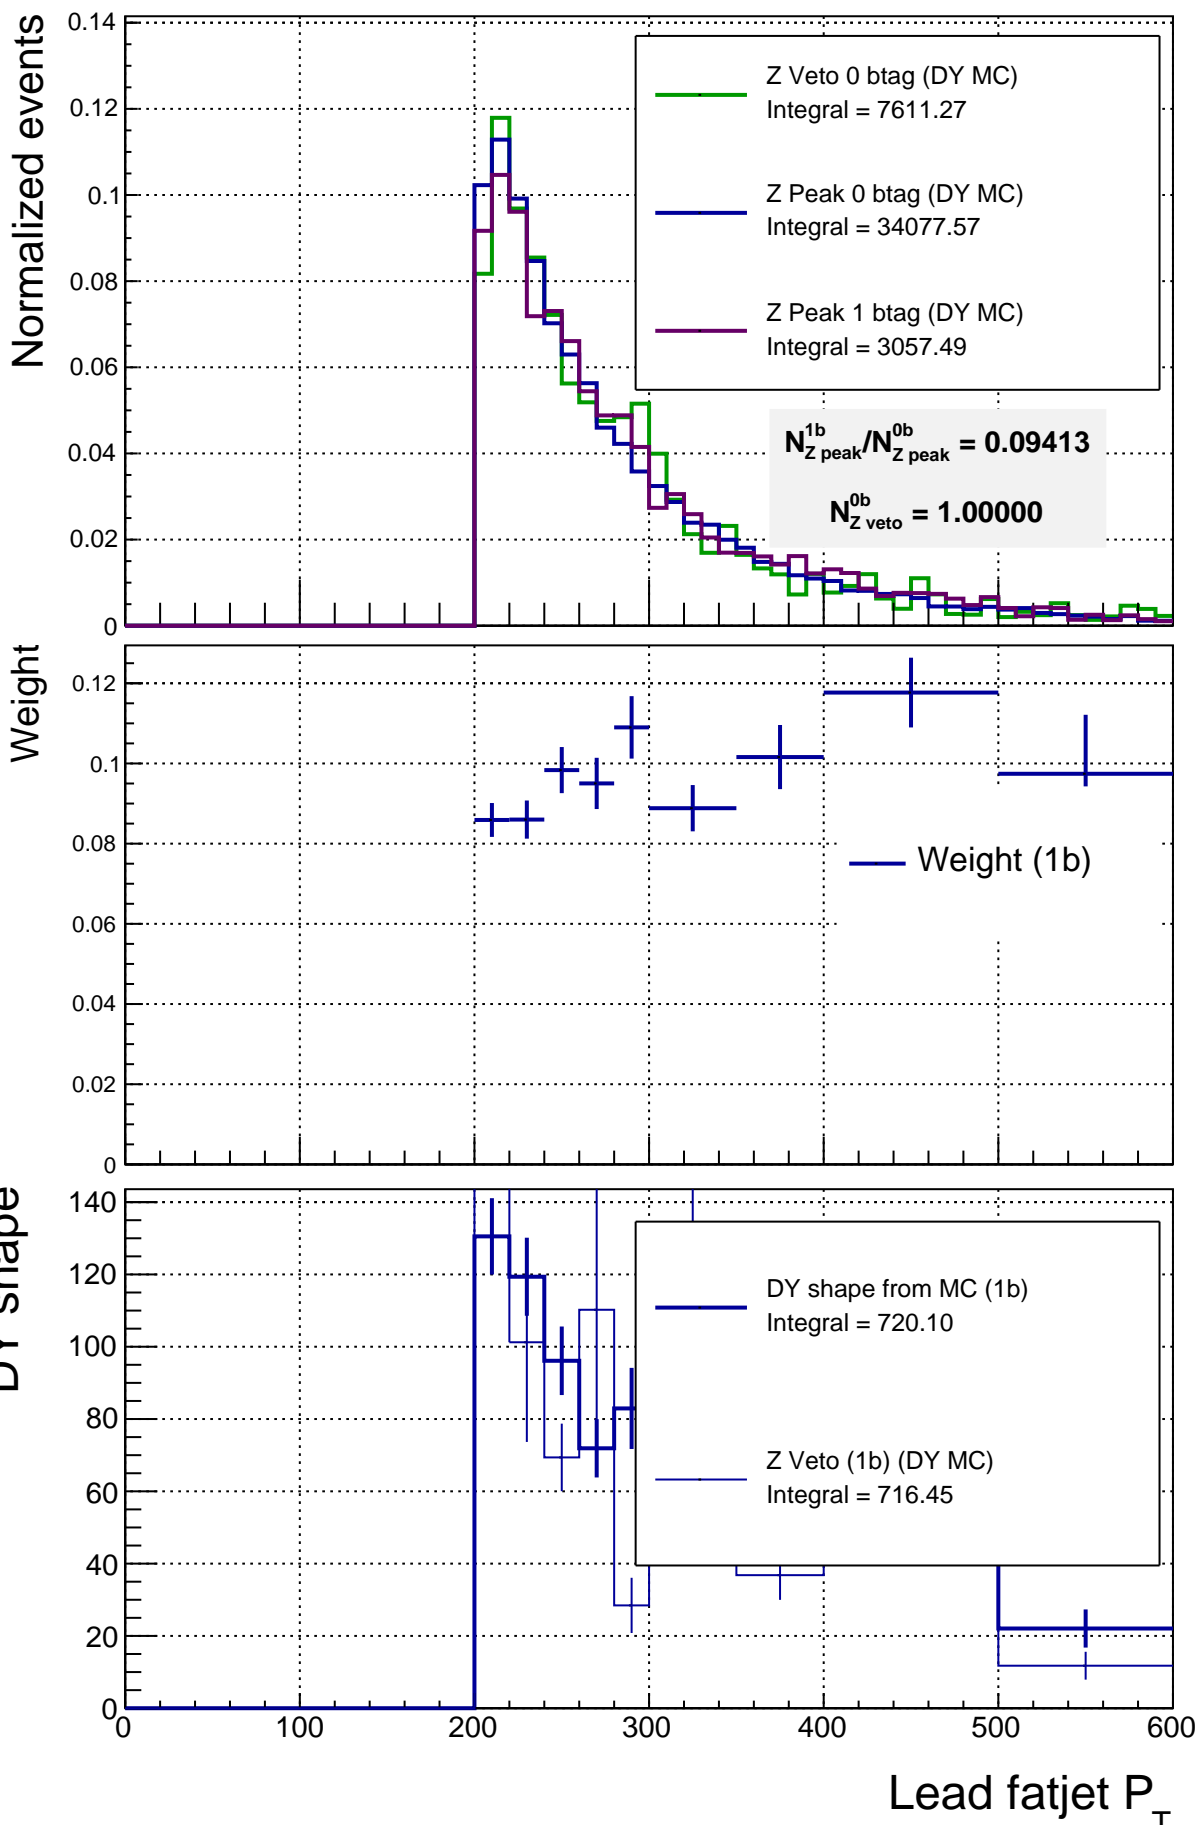 Normalized events
0.14
0.12
0.1
0.08
0.06
0.04
0.02
0
Z Veto 0 btag (DY MC)
Integral = 7611.27
Z Peak 0 btag (DY MC)
Integral = 34077.57
Z Peak 1 btag (DY MC)
Integral = 3057.49
N^{1b}_{Z peak}/N^{0b}_{Z peak} = 0.09413
N^{0b}_{Z veto} = 1.00000
Weight
0.12
0.1
0.08
0.06
0.04
0.02
0
Weight (1b)
DY shape
140
120
100
80
60
40
20
0
DY shape from MC (1b)
Integral = 720.10
Z Veto (1b) (DY MC)
Integral = 716.45
0 100 200 300 400 500 600
Lead fatjet P_T